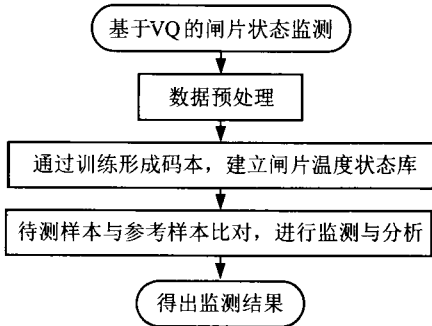 基于VQ的闸片状态监测
数据预处理
通过训练形成码本，建立闸片温度状态库
待测样本与参考样本比对，进行监测与分析
得出监测结果